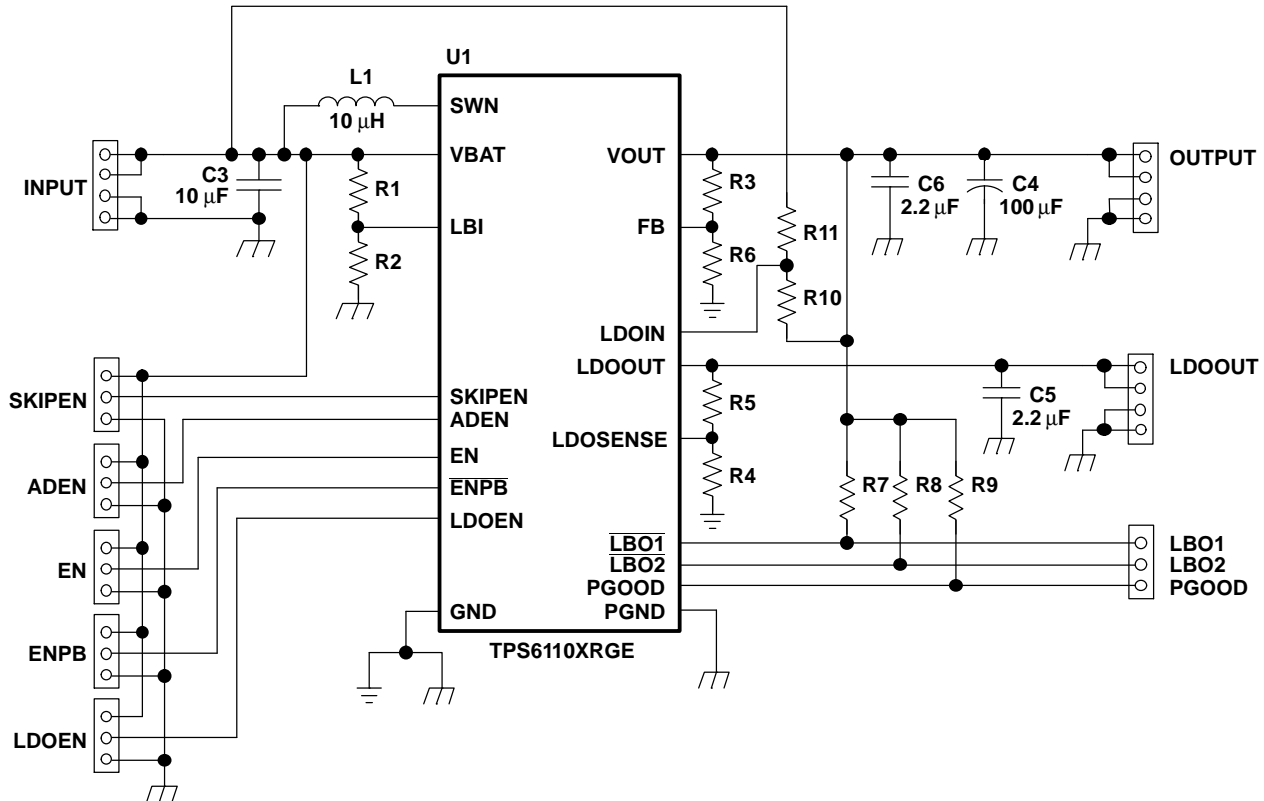 U1
L1
10 μH
SWN
VBAT
LBI
SKIPEN
ADEN
EN
ENPB
LDOEN
GND
VOUT
FB
LDOIN
LDOOUT
LDOSENSE
LBO1
LBO2
PGOOD
PGND
TPS6110XRGE
INPUT
C3
10 μF
R1
R2
SKIPEN
ADEN
EN
ENPB
LDOEN
R3
R6
R11
R10
C6
2.2 μF
C4
100 μF
OUTPUT
R5
R4
C5
2.2 μF
LDOOUT
R7
R8
R9
LBO1
LBO2
PGOOD